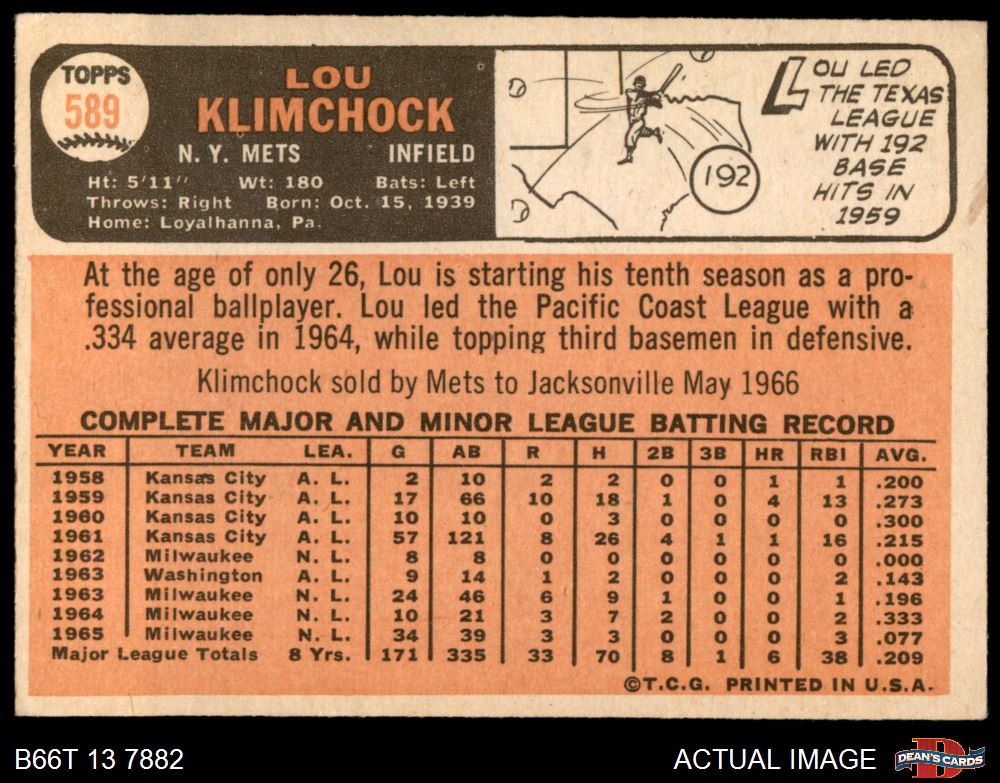 TOPPS
589
LOU
KLIMCHOCK
N. Y. METS INFIELD
Ht: 5'11" Wt: 180 Bats: Left
Throws: Right Born: Oct. 15, 1939
Home: Loyalhanna, Pa.
192
LOU LED
THE TEXAS
LEAGUE
WITH 192
BASE
HITS IN
1959
At the age of only 26, Lou is starting his tenth season as a pro-
fessional ballplayer. Lou led the Pacific Coast League with a
.334 average in 1964, while topping third basemen in defensive.
Klimchock sold by Mets to Jacksonville May 1966
COMPLETE MAJOR AND MINOR LEAGUE BATTING RECORD
YEAR TEAM LEA. G AB R H 2B 3B HR RBI AVG.
1958 Kansas City A. L. 2 10 2 2 0 0 1 1 .200
1959 Kansas City A. L. 17 66 10 18 1 0 4 13 .273
1960 Kansas City A. L. 10 10 0 3 0 0 0 0 .300
1961 Kansas City A. L. 57 121 8 26 4 1 1 16 .215
1962 Milwaukee N. L. 8 8 0 0 0 0 0 0 .000
1963 Washington A. L. 9 14 1 2 0 0 0 2 .143
1963 Milwaukee N. L. 24 46 6 9 1 0 0 1 .196
1964 Milwaukee N. L. 10 21 3 7 2 0 0 2 .333
1965 Milwaukee N. L. 34 39 3 3 0 0 0 3 .077
Major League Totals 8 Yrs. 171 335 33 70 8 1 6 38 .209
©T.C.G. PRINTED IN U.S.A.
B66T 13 7882 ACTUAL IMAGE
D
DEAN'S CARDS